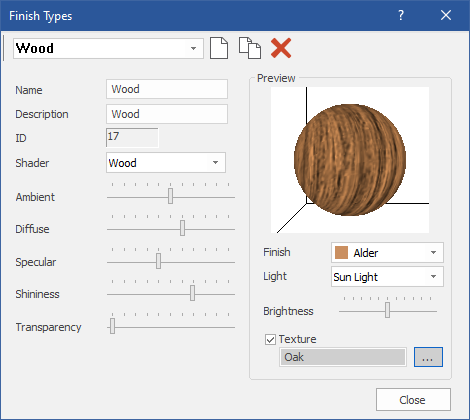 Finish Types
?
Wood
Preview
Name
Wood
Description
Wood
ID
17
Shader
Wood
Ambient
Diffuse
Specular
Shininess
Transparency
Finish
Alder
Light
Sun Light
Brightness
Texture
Oak
...
Close